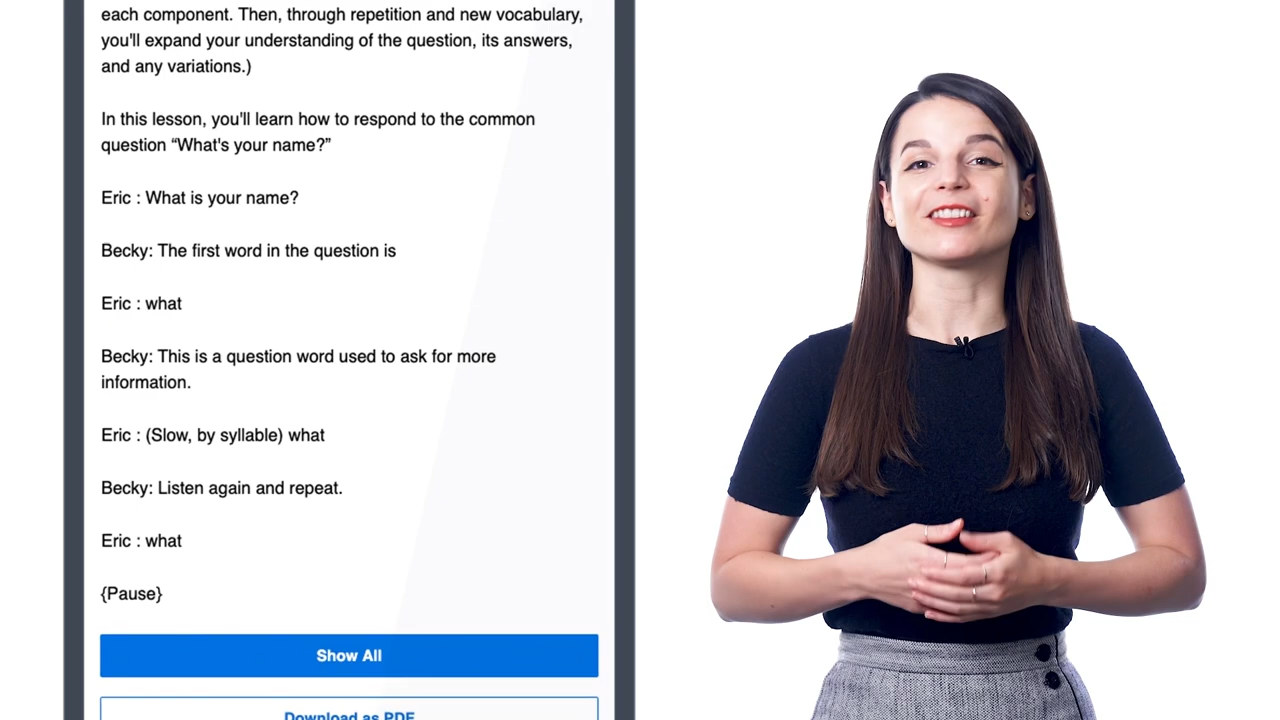 each component. Then, through repetition and new vocabulary,
you'll expand your understanding of the question, its answers,
and any variations.)
In this lesson, you'll learn how to respond to the common
question “What's your name?”
Eric : What is your name?
Becky: The first word in the question is
Eric : what
Becky: This is a question word used to ask for more
information.
Eric : (Slow, by syllable) what
Becky: Listen again and repeat.
Eric : what
{Pause}
Show All
Download as PDF